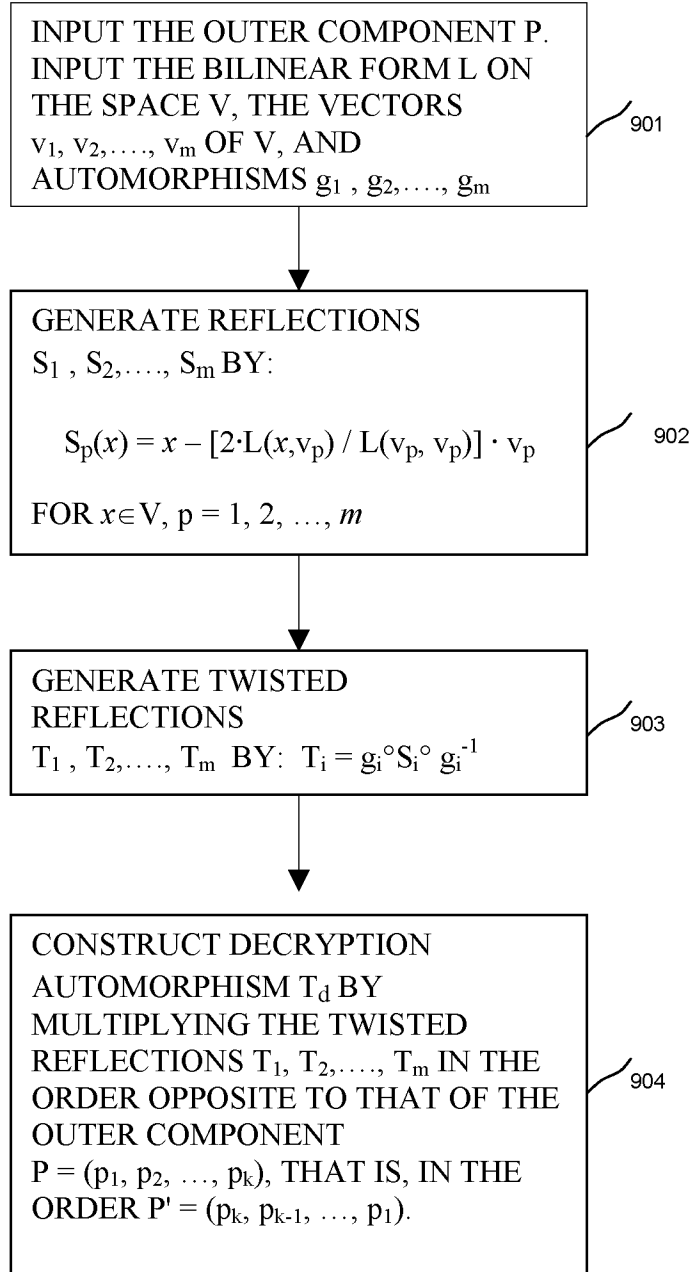 INPUT THE OUTER COMPONENT P.
INPUT THE BILINEAR FORM L ON
THE SPACE V, THE VECTORS
v₁, v₂,…., vₘ OF V, AND
AUTOMORPHISMS g₁ , g₂,…., gₘ
901
GENERATE REFLECTIONS
S₁ , S₂,…., Sₘ BY:
Sₚ(x) = x – [2·L(x,vₚ) / L(vₚ, vₚ)] · vₚ
902
FOR x∈V, p = 1, 2, …, m
GENERATE TWISTED
REFLECTIONS
903
T₁ , T₂,…., Tₘ BY: Tᵢ = gᵢ°Sᵢ° gᵢ⁻¹
CONSTRUCT DECRYPTION
AUTOMORPHISM T_d BY
MULTIPLYING THE TWISTED
REFLECTIONS T₁, T₂,…., Tₘ IN THE
904
ORDER OPPOSITE TO THAT OF THE
OUTER COMPONENT
P = (p₁, p₂, …, pₖ), THAT IS, IN THE
ORDER P' = (pₖ, pₖ₋₁, …, p₁).